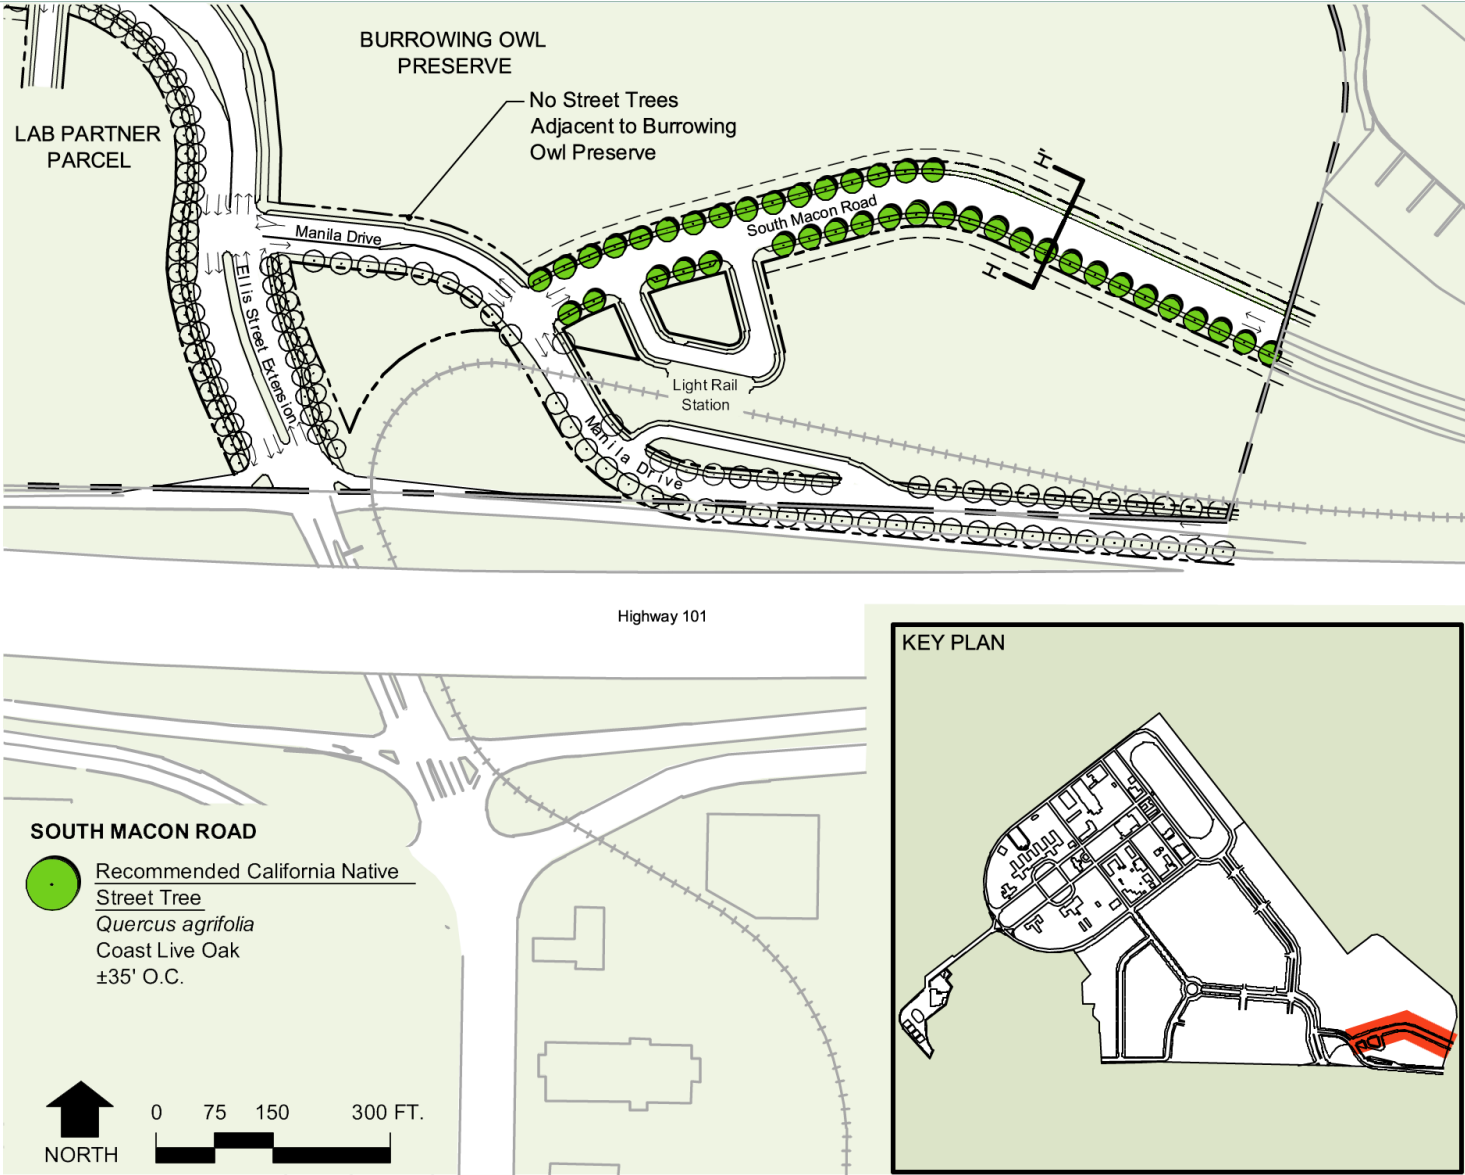 BURROWING OWL
PRESERVE
No Street Trees
Adjacent to Burrowing
Owl Preserve
LAB PARTNER
PARCEL
H'
South Macon Road
Manila Drive
H
Ellis Street Extension
Light Rail
Station
Manila Drive
Highway 101
KEY PLAN
SOUTH MACON ROAD
Recommended California Native
Street Tree
Quercus agrifolia
Coast Live Oak
±35' O.C.
0 75 150 300 FT.
NORTH